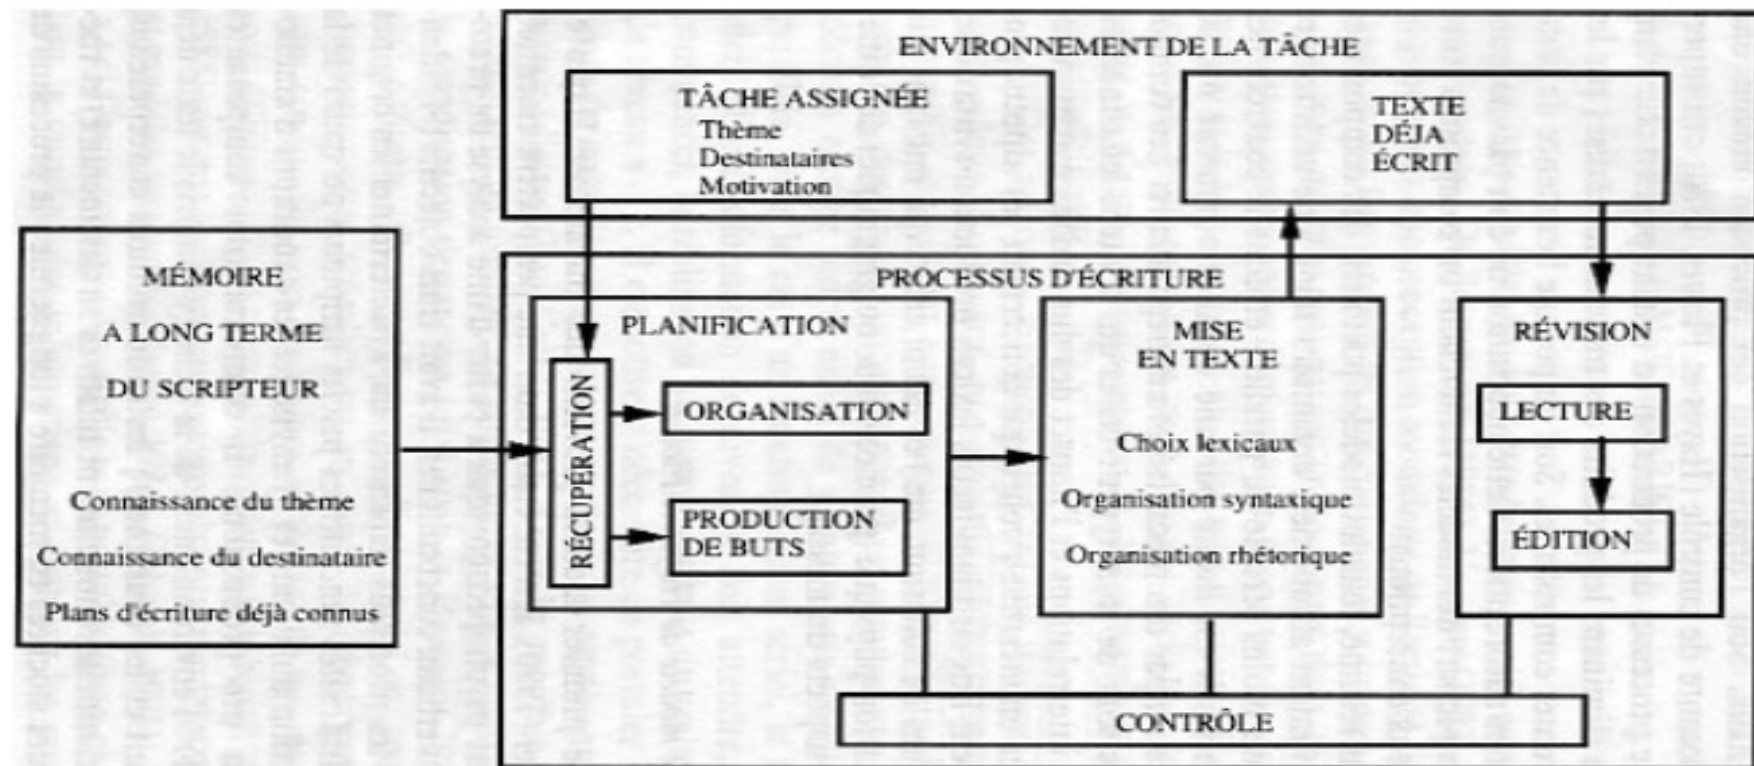 ENVIRONNEMENT DE LA TÂCHE
TÂCHE ASSIGNÉE
Thème
Destinataires
Motivation
TEXTE
DÉJA
ÉCRIT
MÉMOIRE
A LONG TERME
DU SCRIPTEUR
Connaissance du thème
Connaissance du destinataire
Plans d'écriture déjà connus
PROCESSUS D'ÉCRITURE
PLANIFICATION
RÉCUPÉRATION
ORGANISATION
PRODUCTION
DE BUTS
MISE
EN TEXTE
Choix lexicaux
Organisation syntaxique
Organisation rhétorique
RÉVISION
LECTURE
ÉDITION
CONTRÔLE